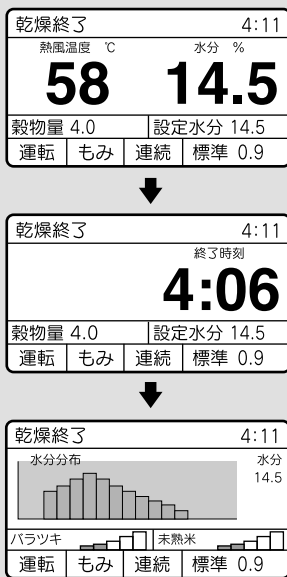 乾燥終了 4:11
熱風温度 ℃ 水分 %
58 14.5
穀物量 4.0 設定水分 14.5
運転 もみ 連続 標準 0.9
乾燥終了 4:11
終了時刻
4:06
穀物量 4.0 設定水分 14.5
運転 もみ 連続 標準 0.9
乾燥終了 4:11
水分分布 水分
14.5
バラツキ 未熟米
運転 もみ 連続 標準 0.9